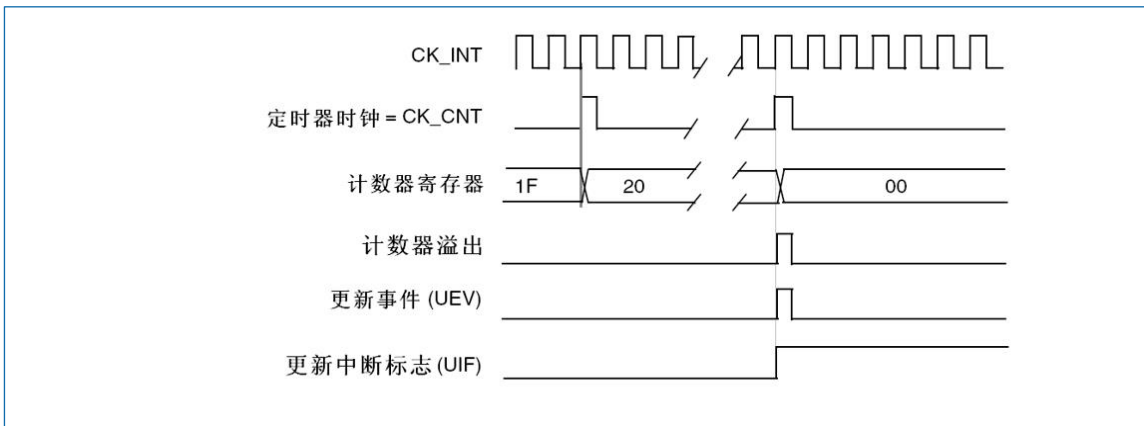 CK_INT
定时器时钟 = CK_CNT
计数器寄存器 1F 20 00
计数器溢出
更新事件 (UEV)
更新中断标志 (UIF)